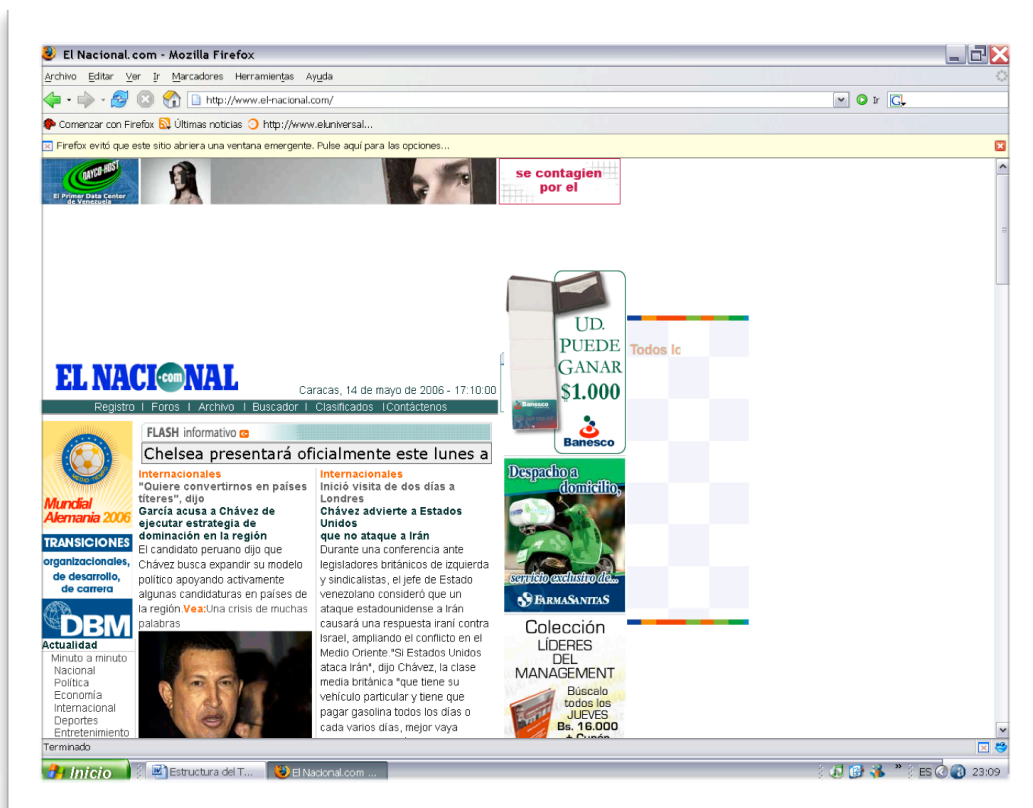 El Nacional.com - Mozilla Firefox
Archivo Editar Ver Ir Marcadores Herramientas Ayuda
http://www.el-nacional.com/
Ir
Comenzar con Firefox Últimas noticias http://www.eluniversal...
Firefox evitó que este sitio abriera una ventana emergente. Pulse aquí para las opciones...
DAYCO-HOST
El Primer Data Center
de Venezuela
se contagien
por el
UD.
PUEDE
GANAR
$1.000
Banesco
Banesco
Todos lo
EL NACIONAL
.com
Caracas, 14 de mayo de 2006 - 17:10:00
Registro | Foros | Archivo | Buscador | Clasificados | Contáctenos
Mundial
Alemania 2006
TRANSICIONES
organizacionales,
de desarrollo,
de carrera
DBM
Actualidad
Minuto a minuto
Nacional
Política
Economía
Internacional
Deportes
Entretenimiento
FLASH informativo
Chelsea presentará oficialmente este lunes a
Internacionales
"Quiere convertirnos en países
títeres", dijo
García acusa a Chávez de
ejecutar estrategia de
dominación en la región
El candidato peruano dijo que
Chávez busca expandir su modelo
político apoyando activamente
algunas candidaturas en países de
la región.Vea:Una crisis de muchas
palabras
Internacionales
Inició visita de dos días a
Londres
Chávez advierte a Estados
Unidos
que no ataque a Irán
Durante una conferencia ante
legisladores británicos de izquierda
y sindicalistas, el jefe de Estado
venezolano consideró que un
ataque estadounidense a Irán
causará una respuesta iraní contra
Israel, ampliando el conflicto en el
Medio Oriente."Si Estados Unidos
ataca Irán", dijo Chávez, la clase
media británica "que tiene su
vehículo particular y tiene que
pagar gasolina todos los días o
cada varios días, mejor vaya
Despacho a
domicilio,
servicio exclusivo de...
FARMASANITAS
Colección
LÍDERES
DEL
MANAGEMENT
Búscalo
todos los
JUEVES
Bs. 16.000
+ Cupón
Terminado
Inicio
Estructura del T...
El Nacional.com ...
ES
23:09